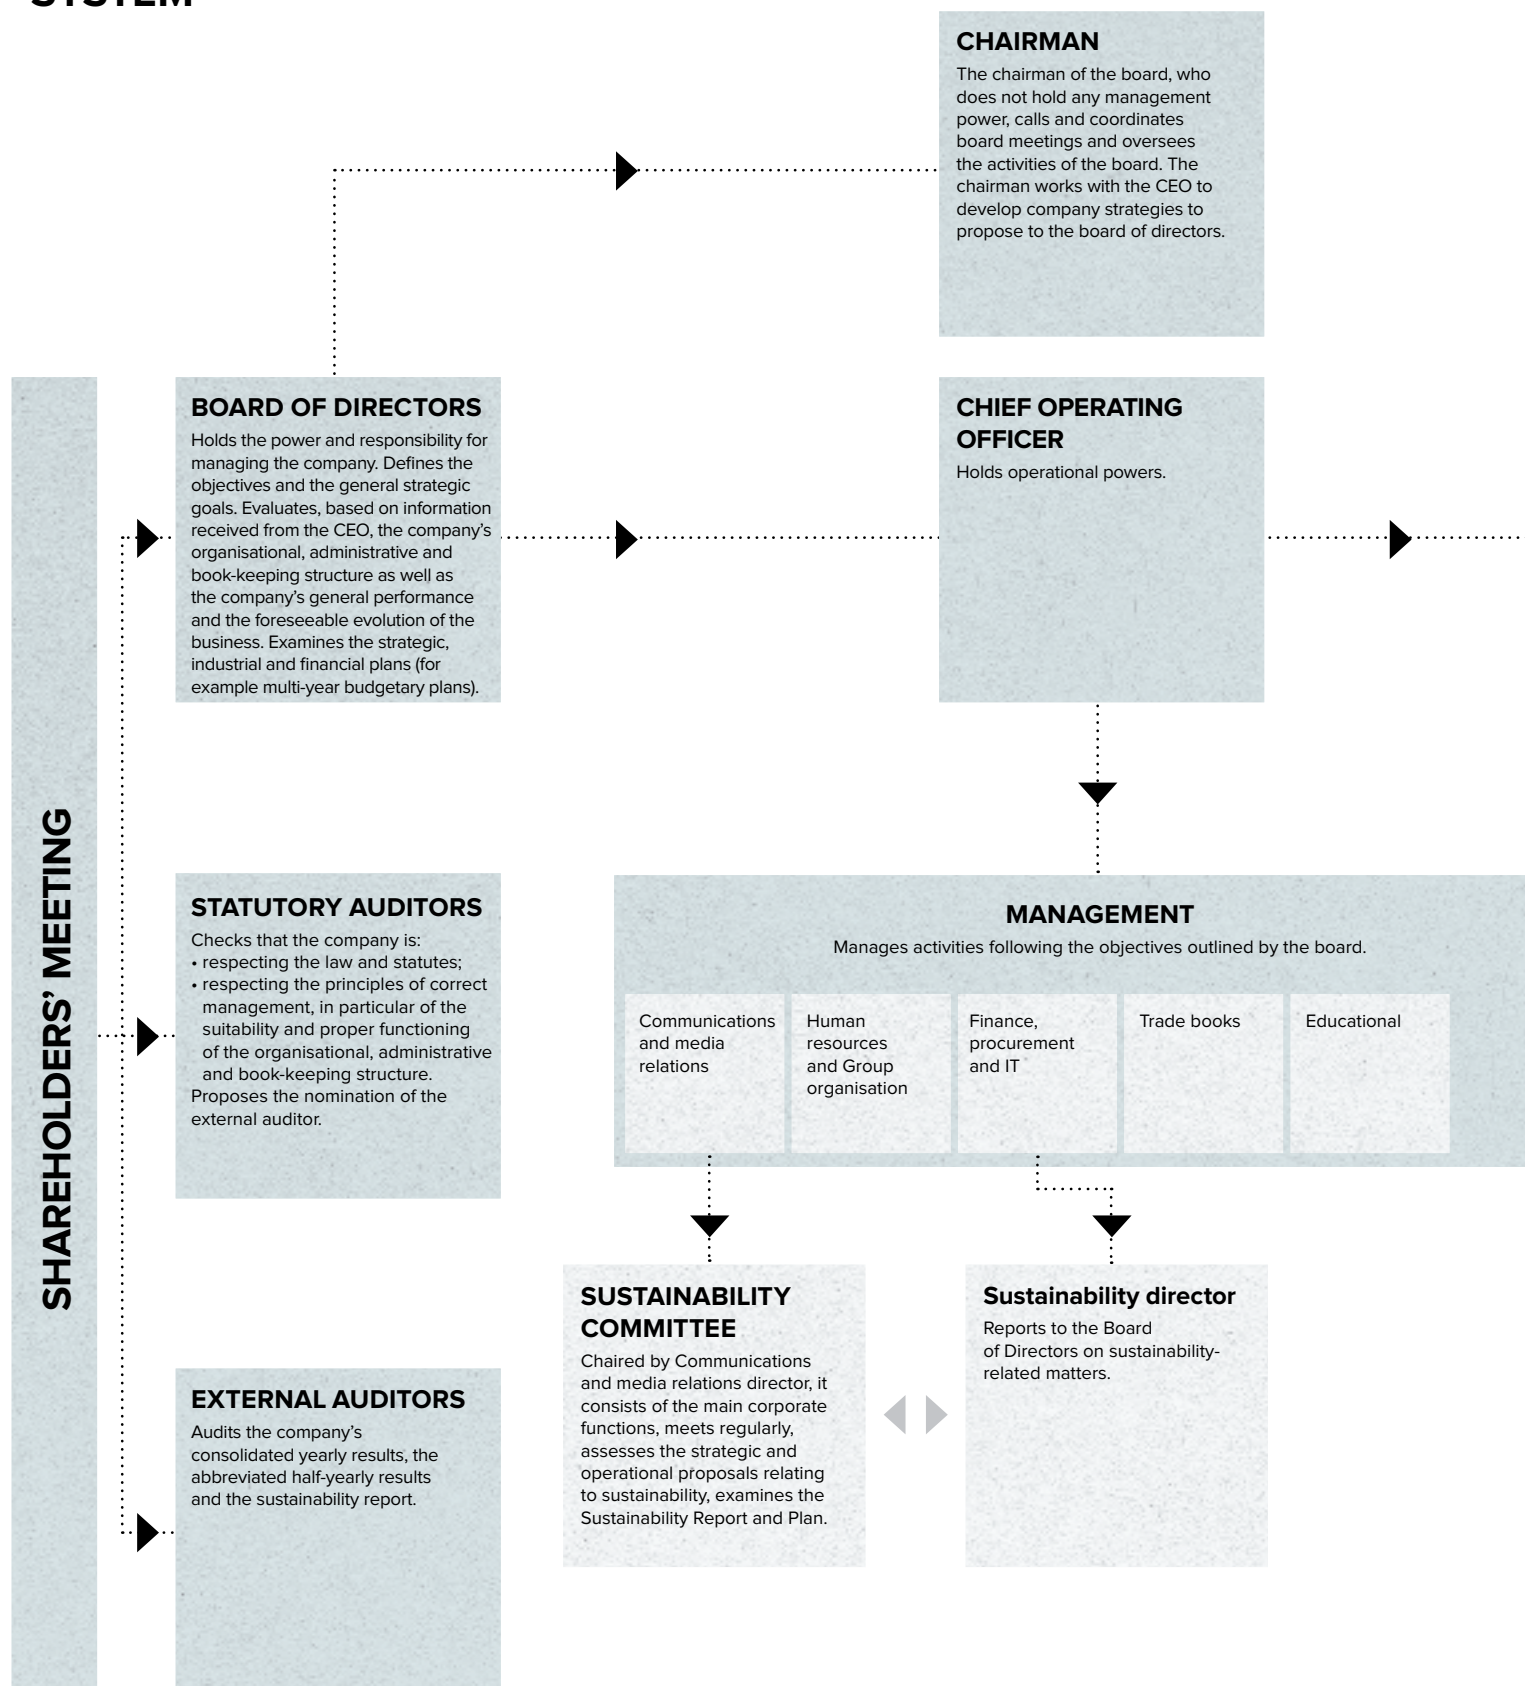 SYSTEM
CHAIRMAN
The chairman of the board, who
does not hold any management
power, calls and coordinates
board meetings and oversees
the activities of the board. The
chairman works with the CEO to
develop company strategies to
propose to the board of directors.
SHAREHOLDERS’ MEETING
BOARD OF DIRECTORS
Holds the power and responsibility for
managing the company. Defines the
objectives and the general strategic
goals. Evaluates, based on information
received from the CEO, the company’s
organisational, administrative and
book-keeping structure as well as
the company’s general performance
and the foreseeable evolution of the
business. Examines the strategic,
industrial and financial plans (for
example multi-year budgetary plans).
CHIEF OPERATING
OFFICER
Holds operational powers.
STATUTORY AUDITORS
Checks that the company is:
• respecting the law and statutes;
• respecting the principles of correct
management, in particular of the
suitability and proper functioning
of the organisational, administrative
and book-keeping structure.
Proposes the nomination of the
external auditor.
MANAGEMENT
Manages activities following the objectives outlined by the board.
Communications
and media
relations
Human
resources
and Group
organisation
Finance,
procurement
and IT
Trade books
Educational
EXTERNAL AUDITORS
Audits the company’s
consolidated yearly results, the
abbreviated half-yearly results
and the sustainability report.
SUSTAINABILITY
COMMITTEE
Chaired by Communications
and media relations director, it
consists of the main corporate
functions, meets regularly,
assesses the strategic and
operational proposals relating
to sustainability, examines the
Sustainability Report and Plan.
Sustainability director
Reports to the Board
of Directors on sustainability-
related matters.